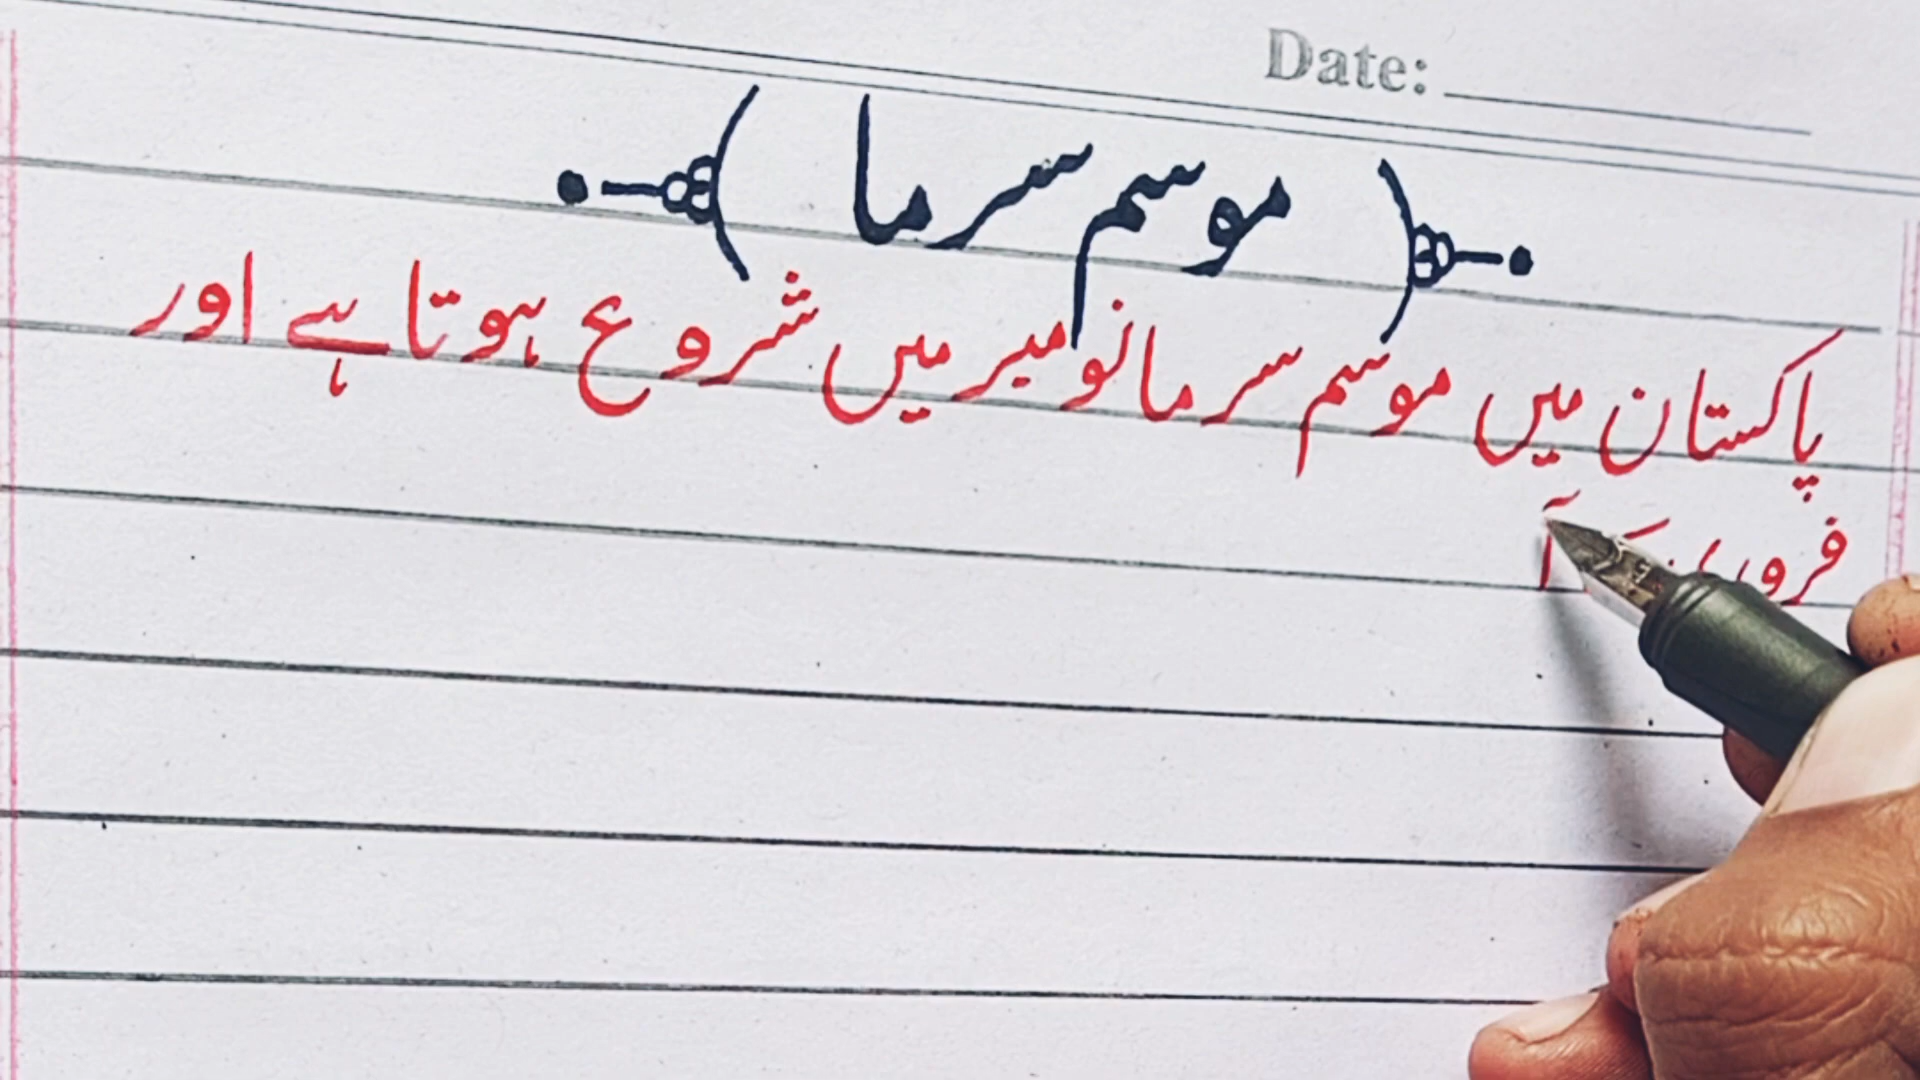 Date:
موسم سرما
پاکستان میں موسم سرما نومبر میں شروع ہوتا ہے اور
فروری